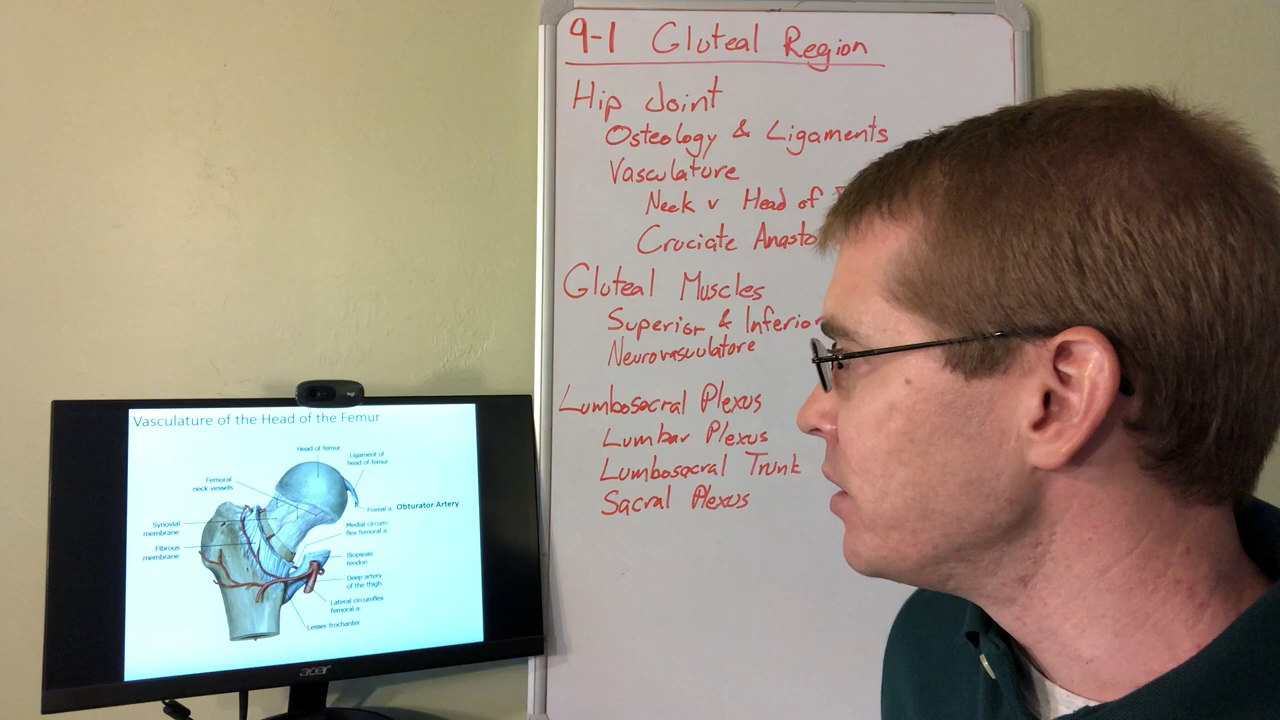 9-1 Gluteal Region
Hip Joint
Osteology & Ligaments
Vasculature
Neck v Head of
Cruciate Anasto
Gluteal Muscles
Superior & Inferior
Neurovasculature
Lumbosacral Plexus
Lumbar Plexus
Lumbosacral Trunk
Sacral Plexus
Vasculature of the Head of the Femur
Head of femur
Ligament of
head of femur
Femoral
neck vessels
Foveal a. Obturator Artery
Synovial
membrane
Medial circum-
flex femoral a.
Fibrous
membrane
Iliopsoas
tendon
Deep artery
of the thigh
Lateral circumflex
femoral a.
Lesser trochanter
acer